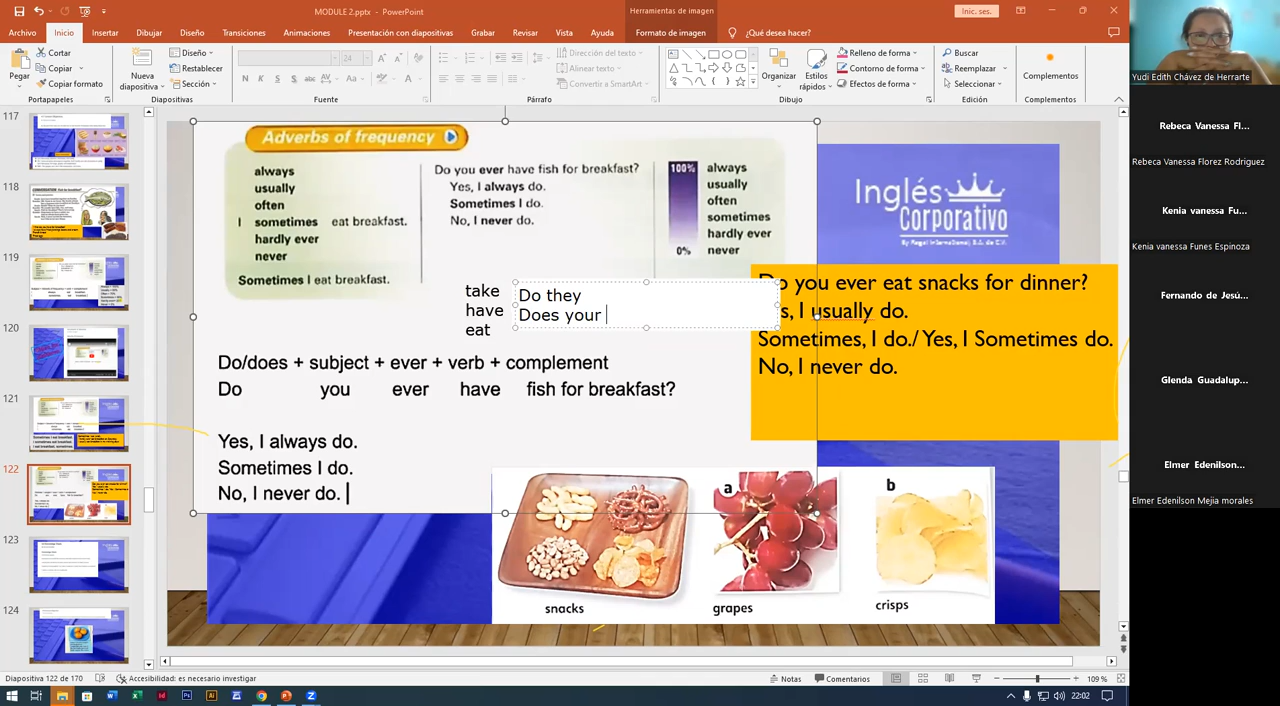 MODULE 2.pptx - PowerPoint
Herramientas de imagen
Inic. ses.
Archivo
Inicio
Insertar
Dibujar
Diseño
Transiciones
Animaciones
Presentación con diapositivas
Grabar
Revisar
Vista
Ayuda
Formato de imagen
¿Qué desea hacer?
Pegar
Cortar
Copiar
Copiar formato
Portapapeles
Nueva
diapositiva
Diseño
Restablecer
Sección
Diapositivas
N K S S abc AV Aa A
Fuente
Dirección del texto
Alinear texto
Convertir a SmartArt
Párrafo
Organizar
Estilos
rápidos
Relleno de forma
Contorno de forma
Efectos de forma
Dibujo
Buscar
Reemplazar
Seleccionar
Edición
Complementos
Complementos
117
118
119
120
121
122
123
124
Adverbs of frequency
always
usually
often
sometimes I eat breakfast.
hardly ever
never
Sometimes I eat breakfast.
Do you ever have fish for breakfast?
Yes, I always do.
Sometimes I do.
No, I never do.
100%
0%
always
usually
often
sometimes
hardly ever
never
take
have
eat
Do they
Does your
Do/does + subject + ever + verb + complement
Do you ever have fish for breakfast?
Yes, I always do.
Sometimes I do.
No, I never do.
Inglés
Corporativo
By Regal International, S.A. de C.V.
you ever eat snacks for dinner?
I usually do.
Sometimes, I do./ Yes, I Sometimes do.
No, I never do.
snacks
a
grapes
b
crisps
Diapositiva 122 de 170
Accesibilidad: es necesario investigar
Notas
Comentarios
109 %
22:02
Yudi Edith Chávez de Herrarte
Rebeca Vanessa Fl...
Rebeca Vanessa Florez Rodriguez
Kenia vanessa Fu...
Kenia vanessa Funes Espinoza
Fernando de Jesú...
Glenda Guadalup...
Elmer Edenilson...
Elmer Edenilson Mejia morales